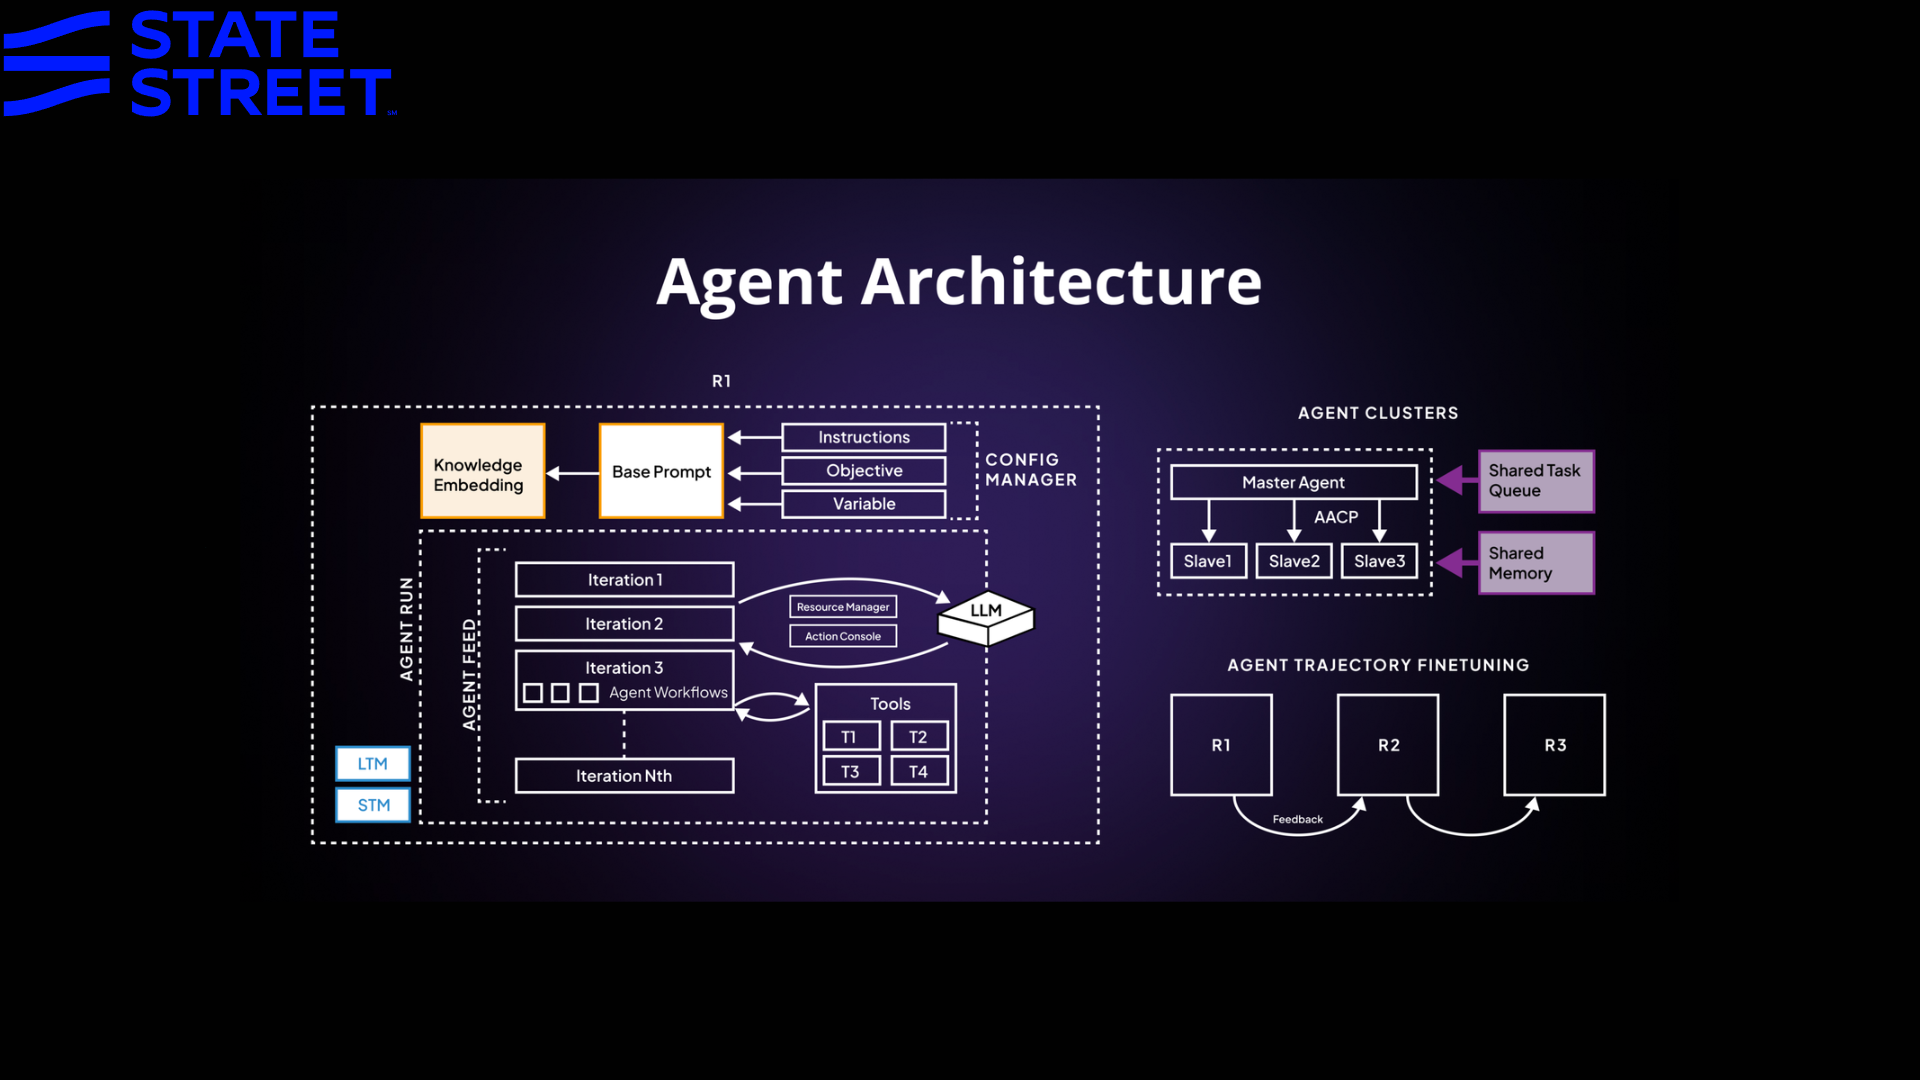 STATE
STREET
SM
Agent Architecture
R1
Knowledge
Embedding
Base Prompt
Instructions
Objective
Variable
CONFIG
MANAGER
AGENT RUN
AGENT FEED
Iteration 1
Iteration 2
Iteration 3
Agent Workflows
Iteration Nth
Resource Manager
Action Console
LLM
Tools
T1 T2
T3 T4
LTM
STM
AGENT CLUSTERS
Master Agent
AACP
Slave1 Slave2 Slave3
Shared Task
Queue
Shared
Memory
AGENT TRAJECTORY FINETUNING
R1 R2 R3
Feedback